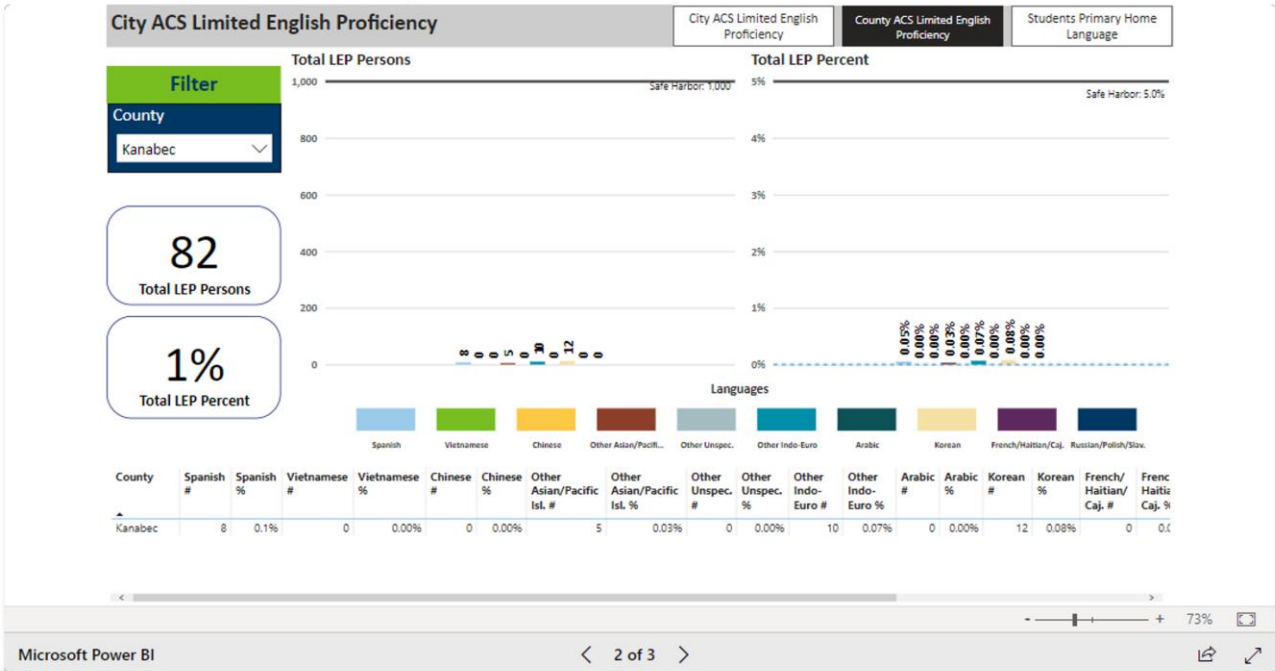 City ACS Limited English Proficiency
City ACS Limited English
Proficiency
County ACS Limited English
Proficiency
Students Primary Home
Language
Filter
County
Kanabec
82
Total LEP Persons
1%
Total LEP Percent
Total LEP Persons
1,000
Safe Harbor: 1,000
800
600
400
200
0
8 0 0 5 0 10 0 12 0 0
Total LEP Percent
5%
Safe Harbor: 5.0%
4%
3%
2%
1%
0%
0.05% 0.00% 0.00% 0.03% 0.00% 0.07% 0.00% 0.08% 0.00% 0.00%
Languages
Spanish Vietnamese Chinese Other Asian/Pacifi... Other Unspec. Other Indo-Euro Arabic Korean French/Haitian/Caj. Russian/Polish/Slav.
County Spanish Spanish Vietnamese Vietnamese Chinese Chinese Other Other Other Other Other Other Arabic Arabic Korean Korean French/ Frenc
# % # % # % Asian/Pacific Asian/Pacific Unspec. Unspec. Indo- Indo- # % # % Haitian/ Haitia
Isl. # Isl. % # % Euro # Euro % Caj. # Caj. %
Kanabec 8 0.1% 0 0.00% 0 0.00% 5 0.03% 0 0.00% 10 0.07% 0 0.00% 12 0.08% 0 0.0
- + 73%
Microsoft Power BI
2 of 3